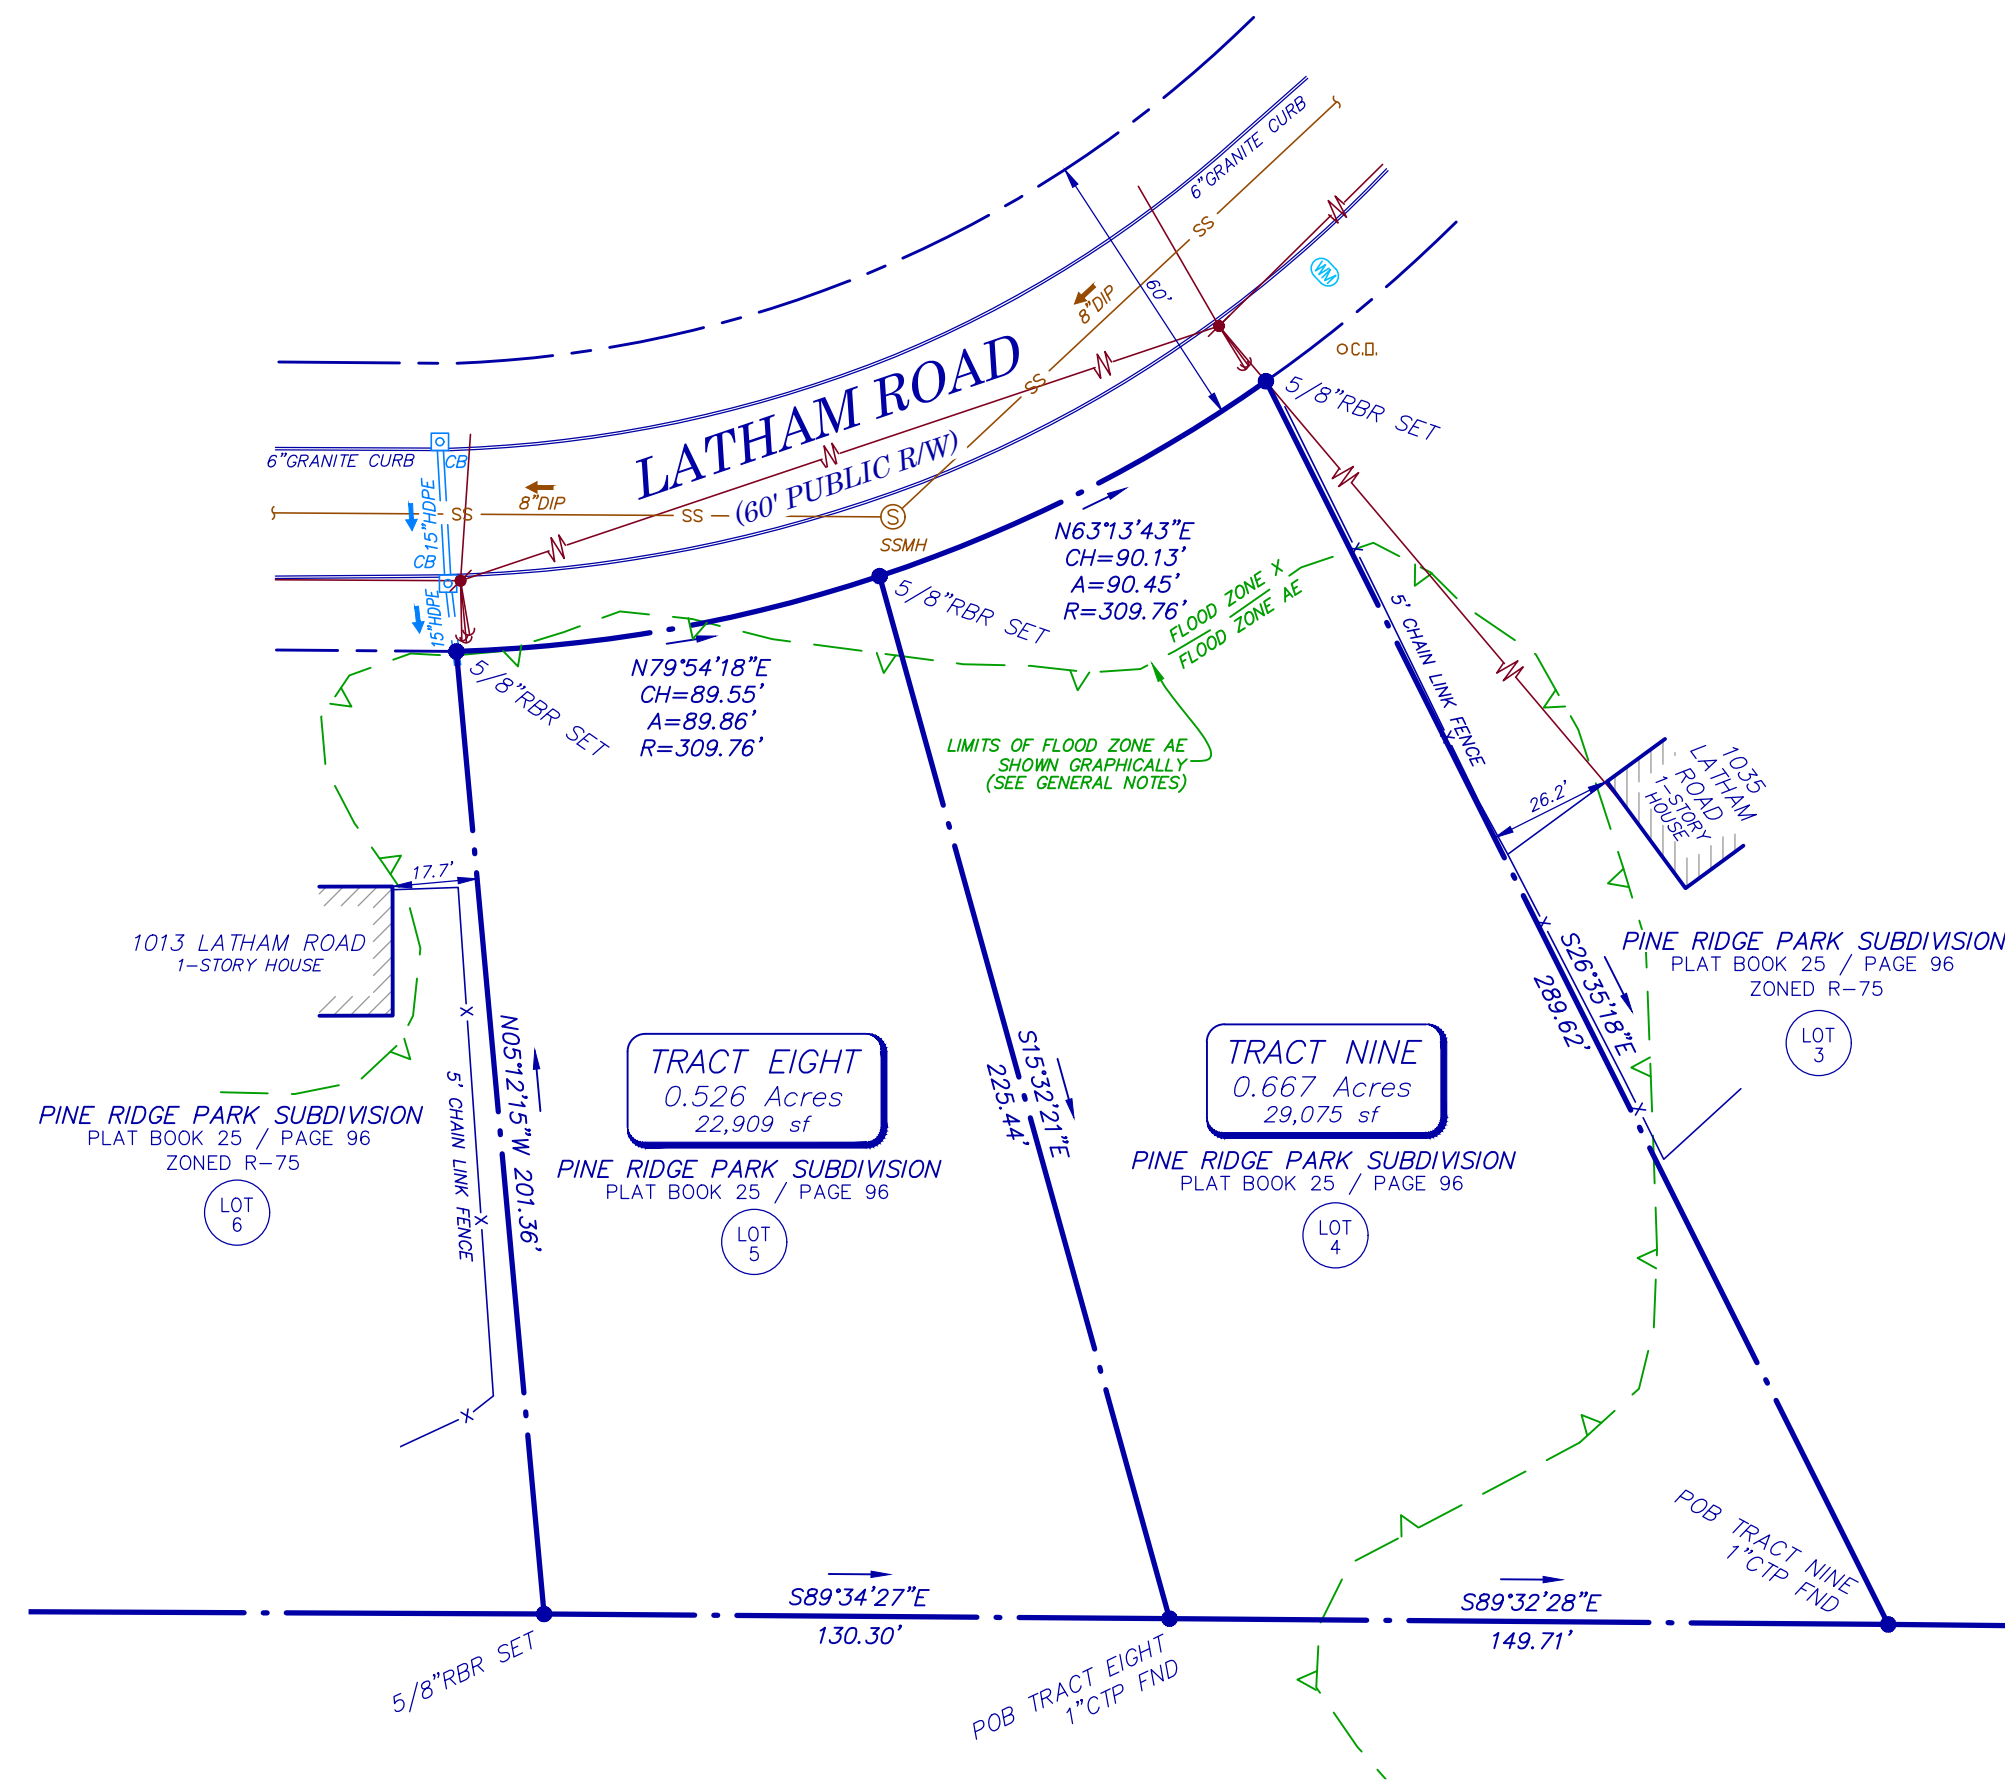 6"GRANITE CURB
SS
8"DIP
60'
WM
C.O.
5/8"RBR SET
LATHAM ROAD
(60' PUBLIC R/W)
SS
6"GRANITE CURB
CB
15"HDPE
SS
8"DIP
SS
S
SSMH
CB
15"HDPE
5/8"RBR SET
N63°13'43"E
CH=90.13'
A=90.45'
R=309.76'
FLOOD ZONE X
FLOOD ZONE AE
5/8"RBR SET
N79°54'18"E
CH=89.55'
A=89.86'
R=309.76'
LIMITS OF FLOOD ZONE AE
SHOWN GRAPHICALLY
(SEE GENERAL NOTES)
5' CHAIN LINK FENCE
26.2'
1035
LATHAM
ROAD
1-STORY
HOUSE
17.7'
1013 LATHAM ROAD
1-STORY HOUSE
PINE RIDGE PARK SUBDIVISION
PLAT BOOK 25 / PAGE 96
ZONED R-75
LOT
3
S26°35'18"E
289.62'
N05°12'15"W 201.36'
5' CHAIN LINK FENCE
TRACT EIGHT
0.526 Acres
22,909 sf
PINE RIDGE PARK SUBDIVISION
PLAT BOOK 25 / PAGE 96
LOT
5
S15°32'21"E
225.44'
TRACT NINE
0.667 Acres
29,075 sf
PINE RIDGE PARK SUBDIVISION
PLAT BOOK 25 / PAGE 96
LOT
4
PINE RIDGE PARK SUBDIVISION
PLAT BOOK 25 / PAGE 96
ZONED R-75
LOT
6
POB TRACT NINE
1"CTP FND
S89°34'27"E
130.30'
S89°32'28"E
149.71'
5/8"RBR SET
POB TRACT EIGHT
1"CTP FND